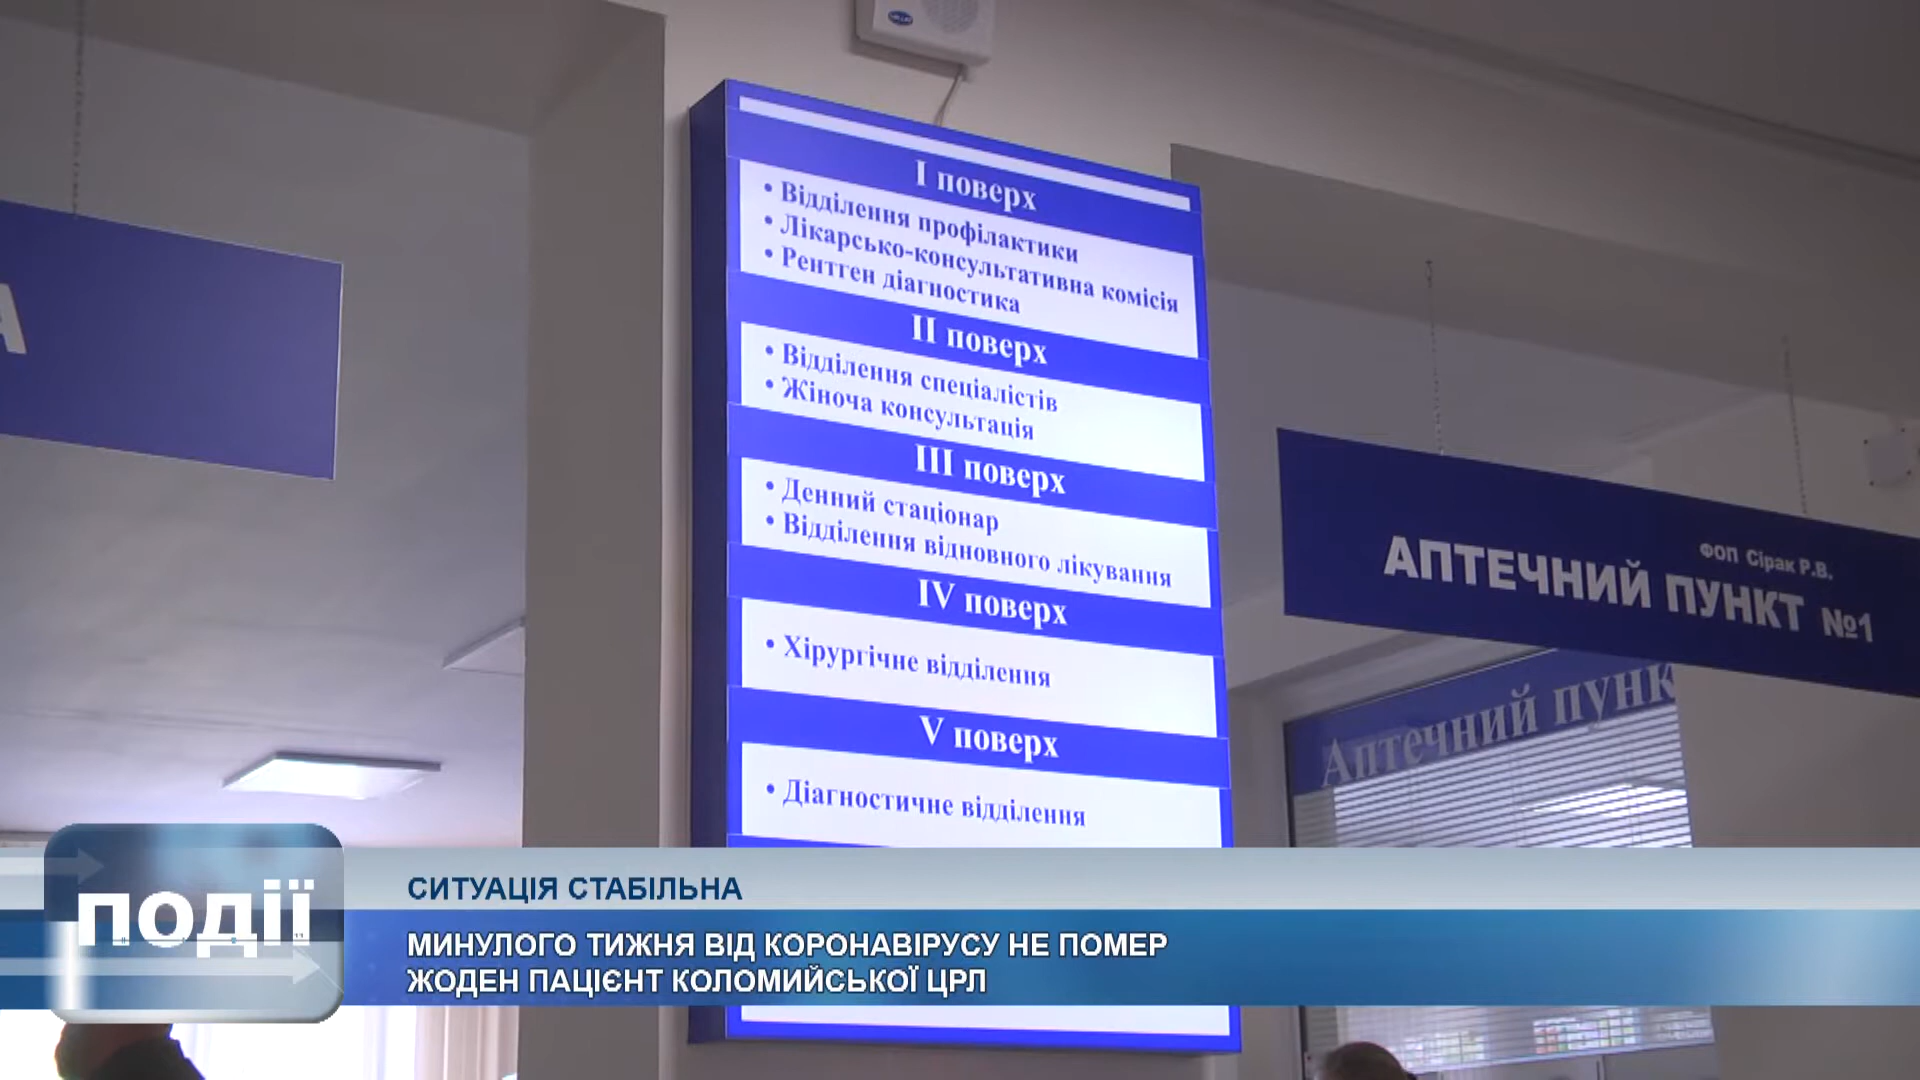 І поверх
• Відділення профілактики
• Лікарсько-консультативна комісія
• Рентген діагностика
ІІ поверх
• Відділення спеціалістів
• Жіноча консультація
ІІІ поверх
• Денний стаціонар
• Відділення відновного лікування
IV поверх
• Хірургічне відділення
V поверх
• Діагностичне відділення
А
ФОП Сірак Р.В.
АПТЕЧНИЙ ПУНКТ №1
Аптечний пунк
події
СИТУАЦІЯ СТАБІЛЬНА
МИНУЛОГО ТИЖНЯ ВІД КОРОНАВІРУСУ НЕ ПОМЕР
ЖОДЕН ПАЦІЄНТ КОЛОМИЙСЬКОЇ ЦРЛ